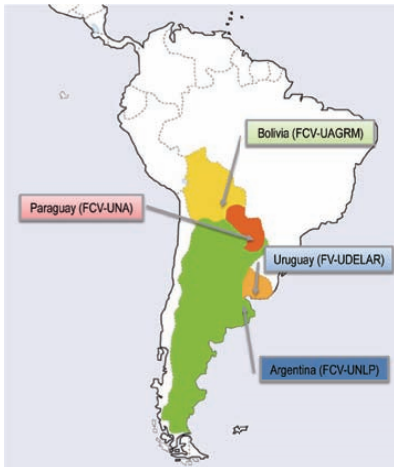 Bolivia (FCV-UAGRM)
Paraguay (FCV-UNA)
Uruguay (FV-UDELAR)
Argentina (FCV-UNLP)